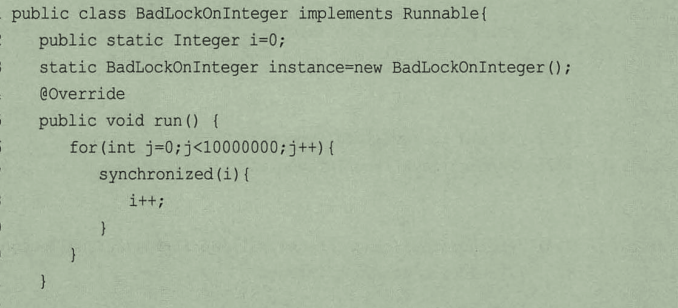 public class BadLockOnInteger implements Runnable{
public static Integer i=0;
static BadLockOnInteger instance=new BadLockOnInteger();
@Override
public void run() {
for(int j=0;j<10000000;j++){
synchronized(i){
i++;
}
}
}